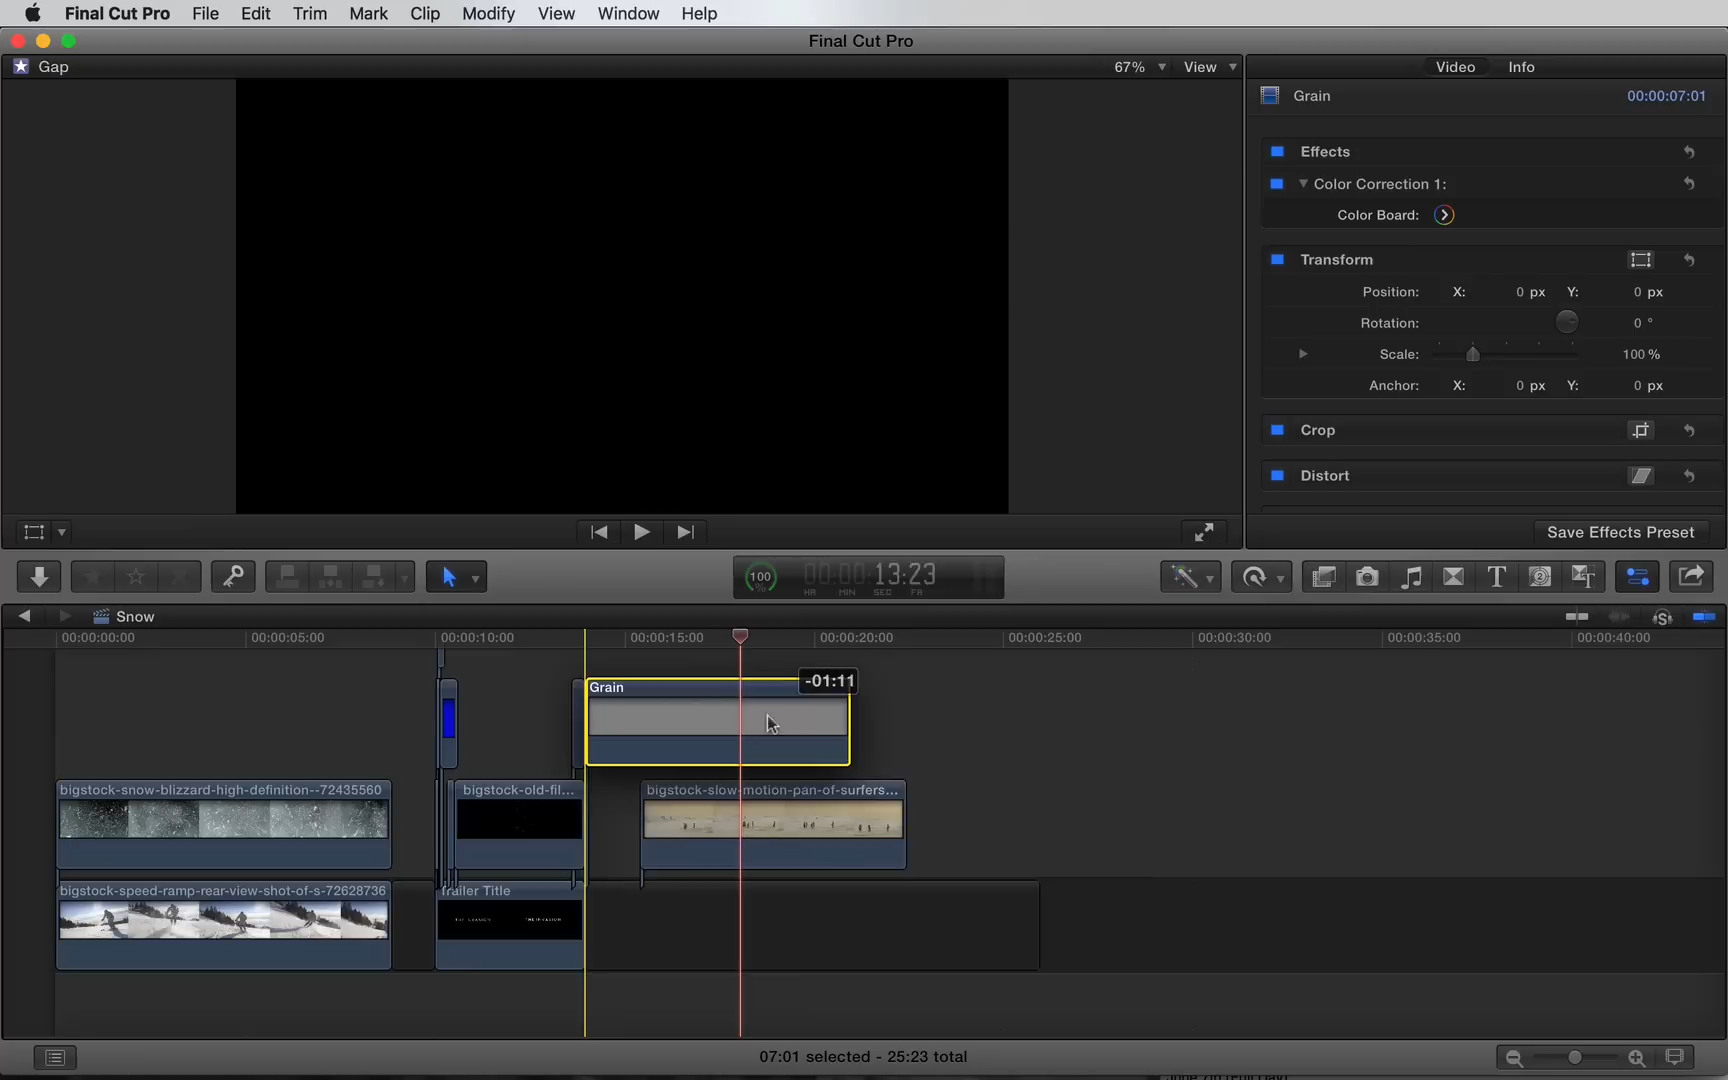 Final Cut Pro File Edit Trim Mark Clip Modify View Window Help
Final Cut Pro
Gap 67% View Video Info
Grain 00:00:07:01
Effects
Color Correction 1:
Color Board:
Transform
Position: X: 0 px Y: 0 px
Rotation: 0 °
Scale: 100 %
Anchor: X: 0 px Y: 0 px
Crop
Distort
Save Effects Preset
100 % 00:00:13:23
HR MIN SEC FR
Snow
00:00:00:00 00:00:05:00 00:00:10:00 00:00:15:00 00:00:20:00 00:00:25:00 00:00:30:00 00:00:35:00 00:00:40:00
-01:11
Grain
bigstock-snow-blizzard-high-definition--72435560 bigstock-old-fil... bigstock-slow-motion-pan-of-surfers...
bigstock-speed-ramp-rear-view-shot-of-s-72628736 Trailer Title
07:01 selected - 25:23 total